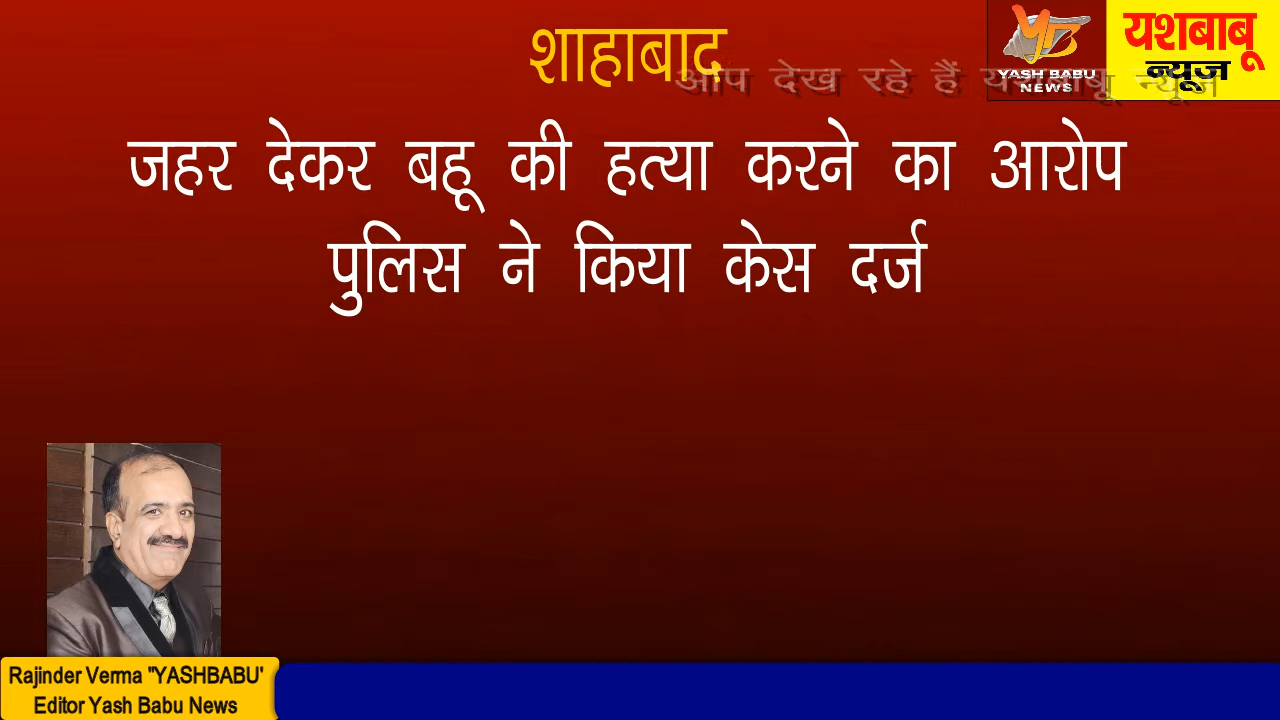 शाहाबाद
YASH BABU
NEWS
यशबाबू
न्यूज
आप देख रहे हैं यशबाबू न्यूज
जहर देकर बहू की हत्या करने का आरोप
पुलिस ने किया केस दर्ज
Rajinder Verma "YASHBABU'
Editor Yash Babu News